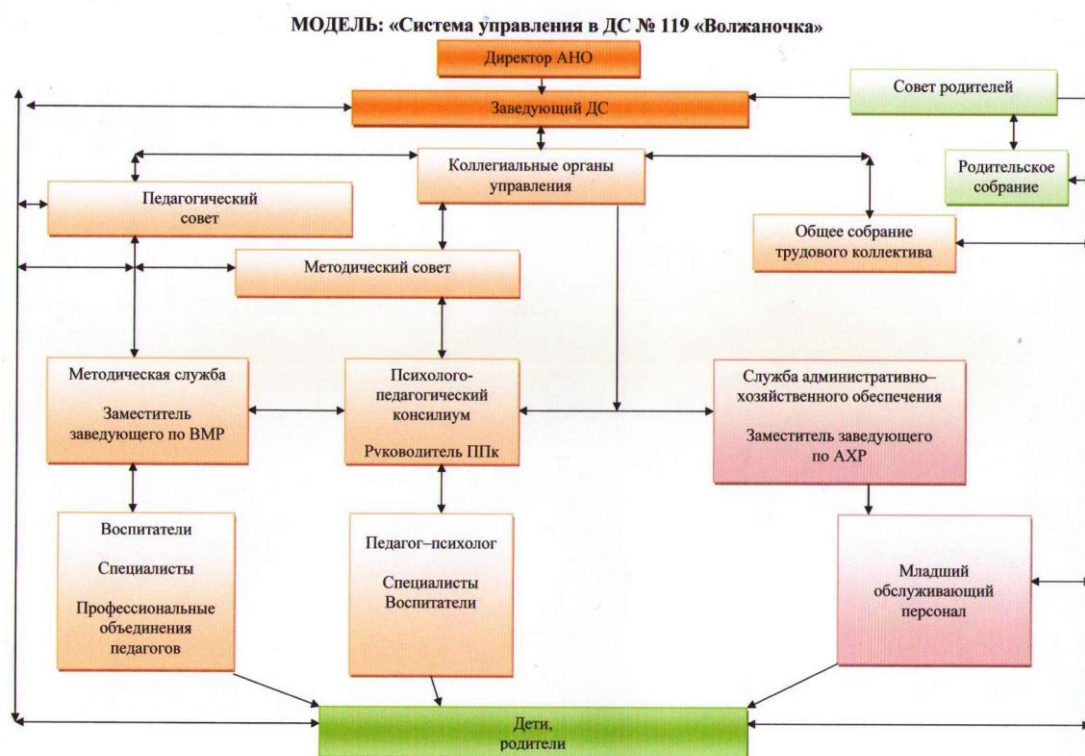 МОДЕЛЬ: «Система управления в ДС № 119 «Волжаночка»
Директор АНО
Заведующий ДС
Совет родителей
Коллегиальные органы
управления
Родительское
собрание
Педагогический
совет
Общее собрание
трудового коллектива
Методический совет
Методическая служба
Заместитель
заведующего по ВМР
Психолого-
педагогический
консилиум
Руководитель ППк
Служба административно–
хозяйственного обеспечения
Заместитель заведующего
по АХР
Воспитатели
Специалисты
Профессиональные
объединения
педагогов
Педагог–психолог
Специалисты
Воспитатели
Младший
обслуживающий
персонал
Дети,
родители